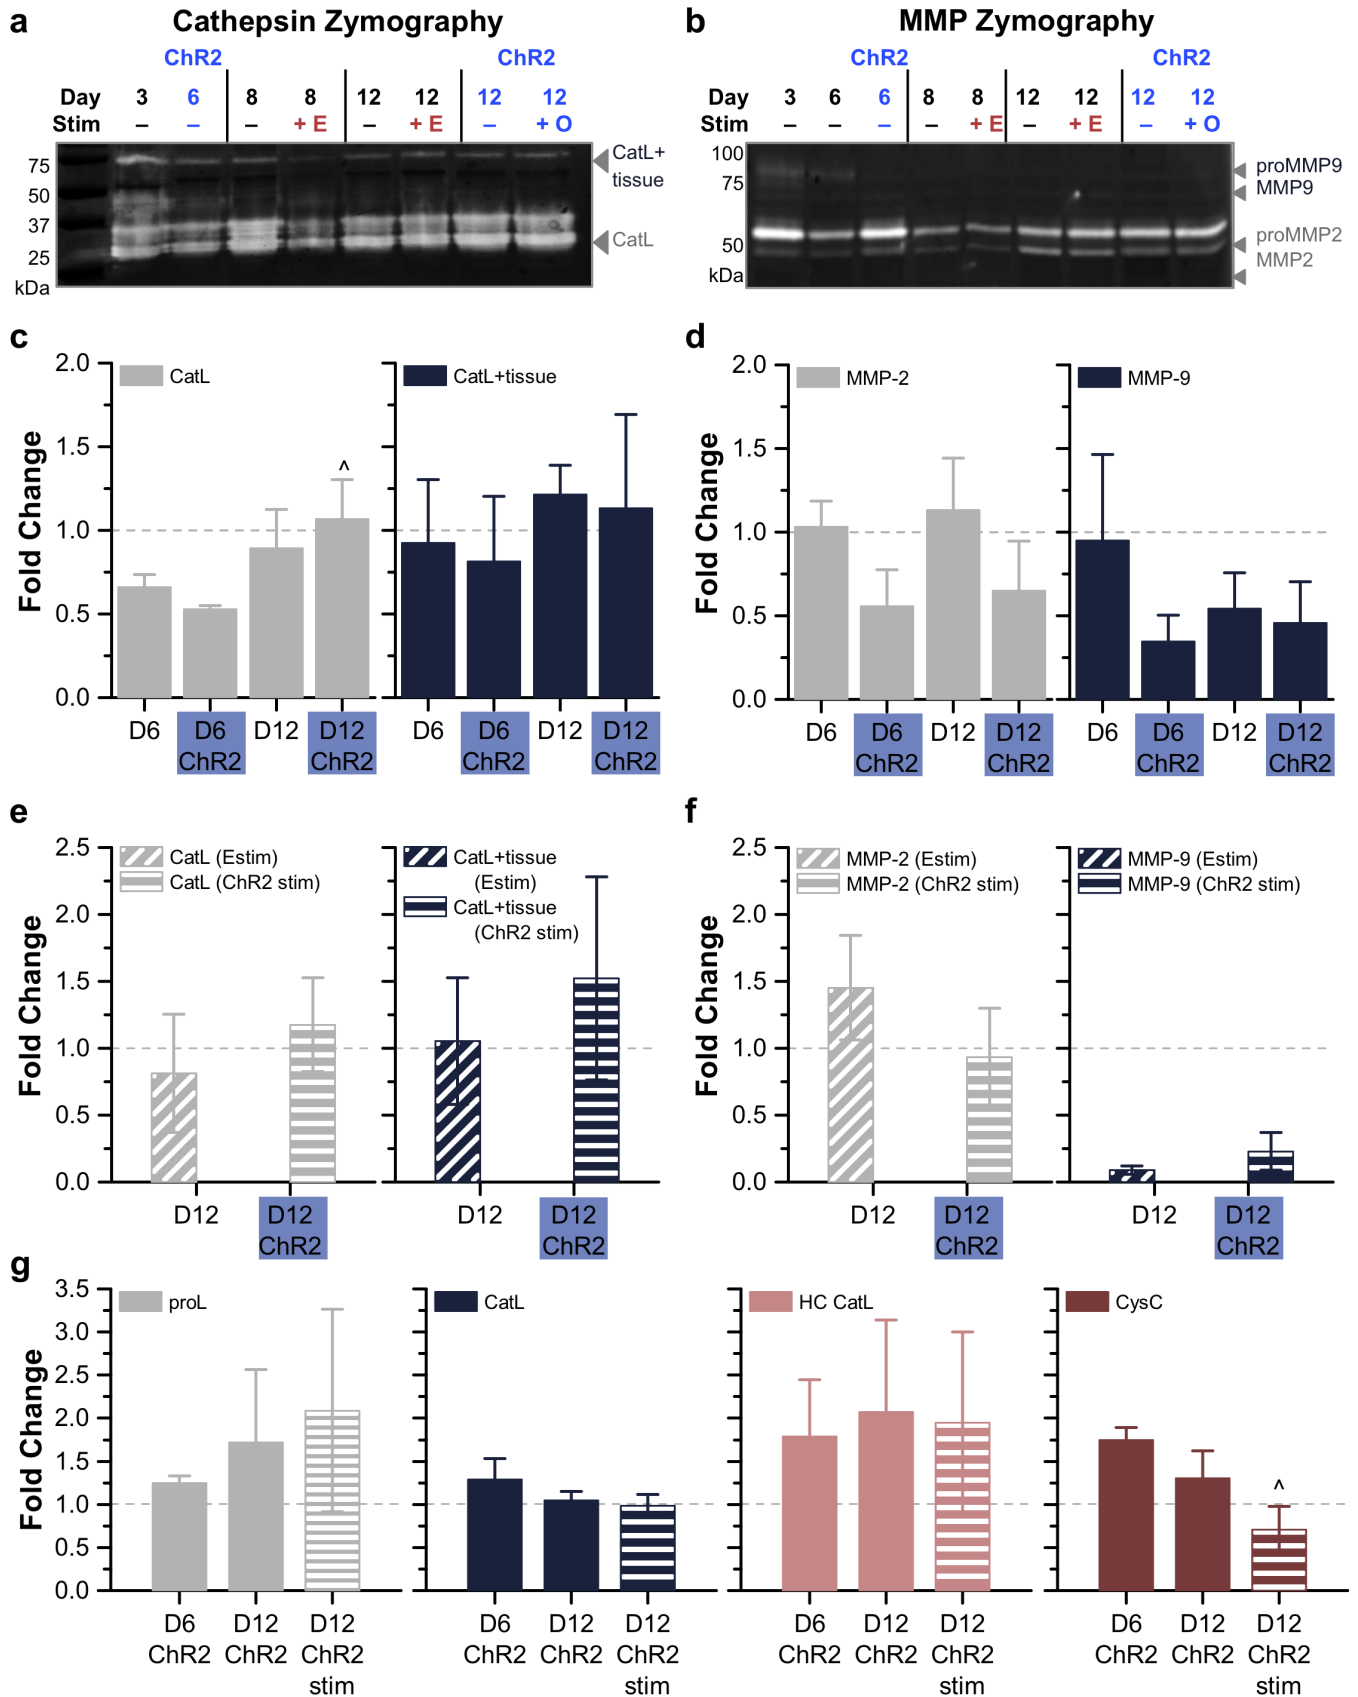 a Cathepsin Zymography
ChR2 ChR2
Day 3 6 8 8 12 12 12 12
Stim – – – + E – + E – + O
75
50
37
25
kDa
CatL+
tissue
CatL
b MMP Zymography
ChR2 ChR2
Day 3 6 6 8 8 12 12 12 12
Stim – – – – + E – + E – + O
100
75
50
kDa
proMMP9
MMP9
proMMP2
MMP2
c
Fold Change
2.0
1.5
1.0
0.5
0.0
CatL
^
D6 D6 D12 D12
ChR2 ChR2
CatL+tissue
D6 D6 D12 D12
ChR2 ChR2
d
Fold Change
2.0
1.5
1.0
0.5
0.0
MMP-2
D6 D6 D12 D12
ChR2 ChR2
MMP-9
D6 D6 D12 D12
ChR2 ChR2
e
Fold Change
2.5
2.0
1.5
1.0
0.5
0.0
CatL (Estim)
CatL (ChR2 stim)
D12 D12
ChR2
CatL+tissue
(Estim)
CatL+tissue
(ChR2 stim)
D12 D12
ChR2
f
Fold Change
2.5
2.0
1.5
1.0
0.5
0.0
MMP-2 (Estim)
MMP-2 (ChR2 stim)
D12 D12
ChR2
MMP-9 (Estim)
MMP-9 (ChR2 stim)
D12 D12
ChR2
g
Fold Change
3.5
3.0
2.5
2.0
1.5
1.0
0.5
0.0
proL
D6 D12 D12
ChR2 ChR2 ChR2
stim
CatL
D6 D12 D12
ChR2 ChR2 ChR2
stim
HC CatL
D6 D12 D12
ChR2 ChR2 ChR2
stim
CysC
^
D6 D12 D12
ChR2 ChR2 ChR2
stim